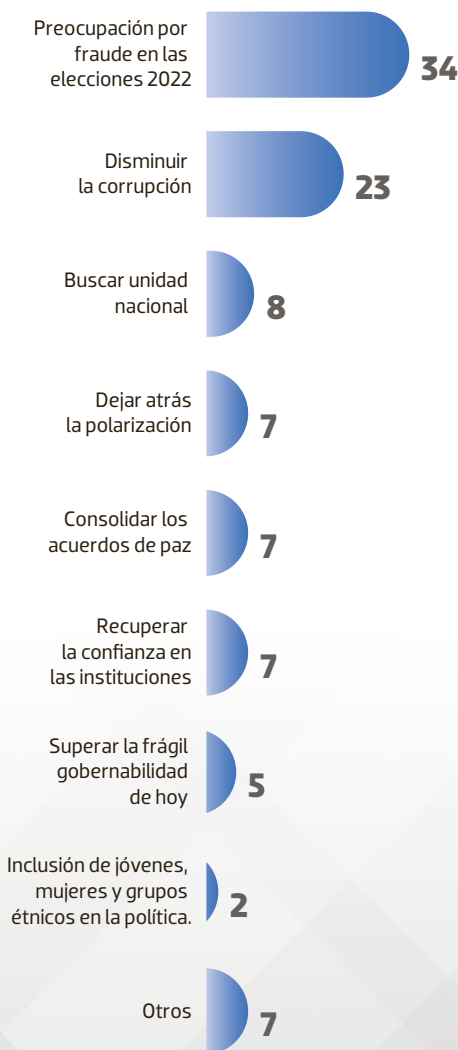 Preocupación por
fraude en las
elecciones 2022
34
Disminuir
la corrupción
23
Buscar unidad
nacional
8
Dejar atrás
la polarización
7
Consolidar los
acuerdos de paz
7
Recuperar
la confianza en
las instituciones
7
Superar la frágil
gobernabilidad
de hoy
5
Inclusión de jóvenes,
mujeres y grupos
étnicos en la política.
2
Otros
7